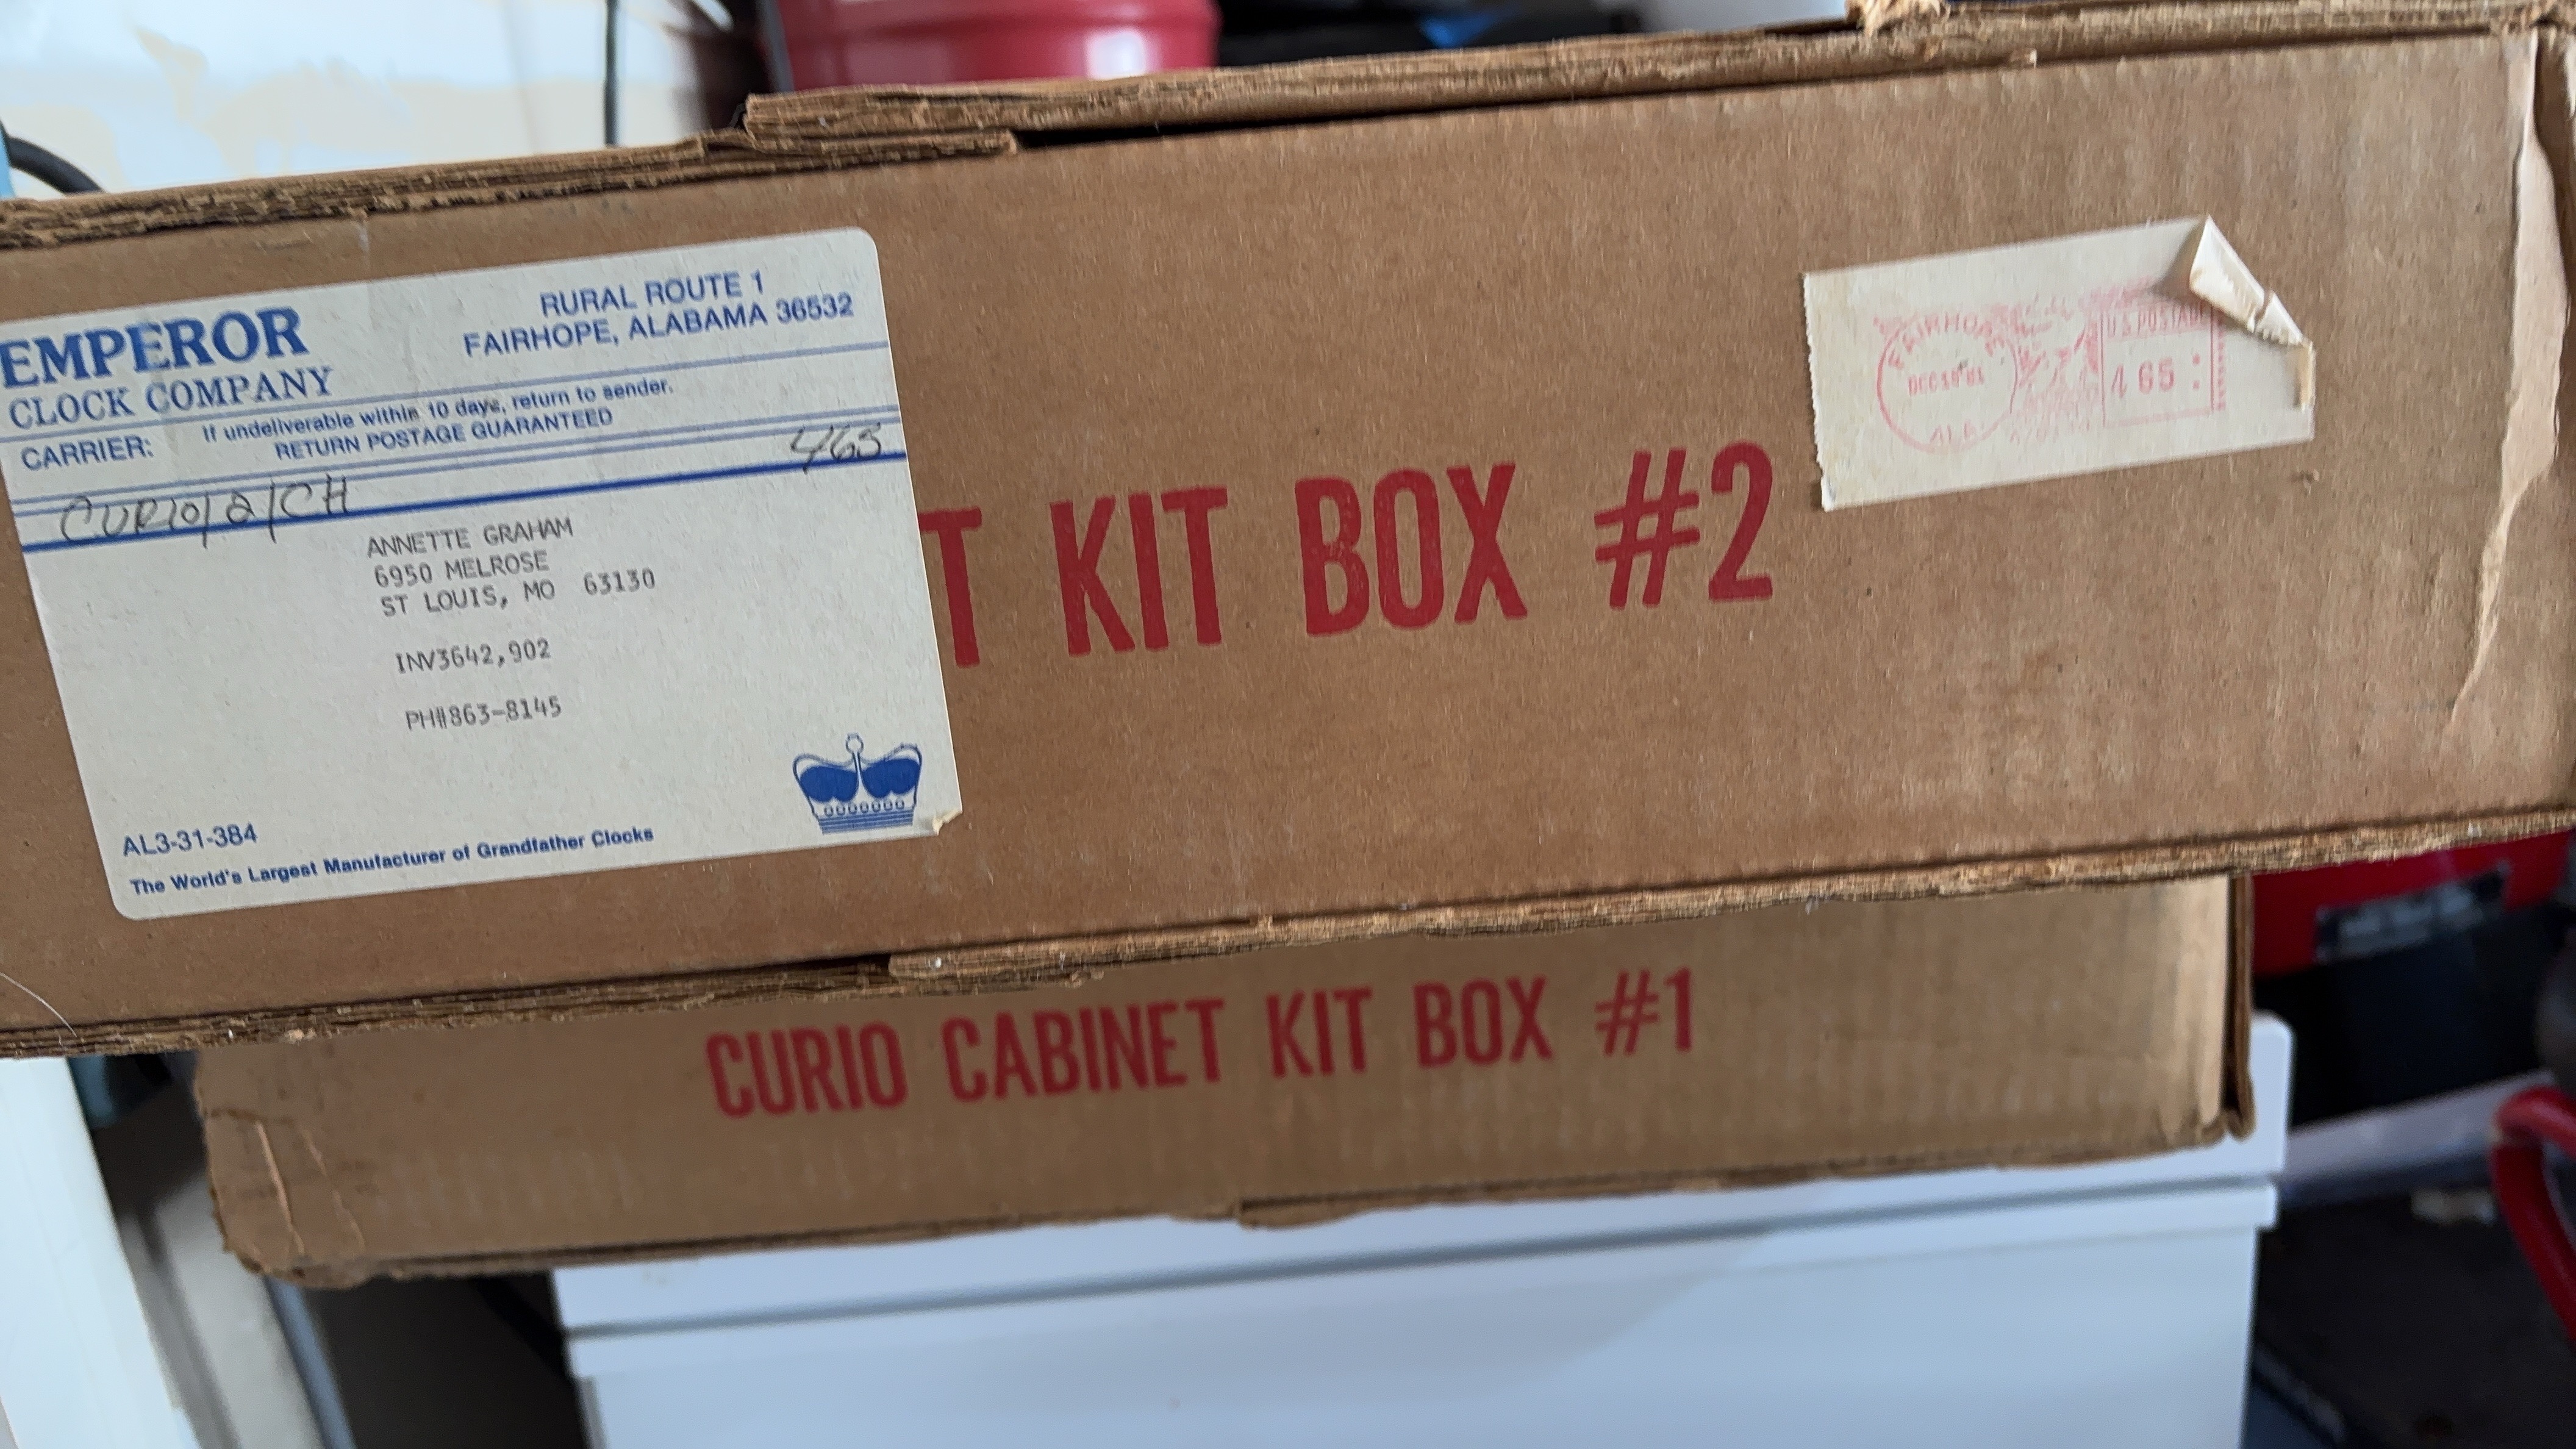 EMPEROR
CLOCK COMPANY
RURAL ROUTE 1
FAIRHOPE, ALABAMA 36532
If undeliverable within 10 days, return to sender.
RETURN POSTAGE GUARANTEED
CARRIER:
465
CURIO/2/CH
ANNETTE GRAHAM
6950 MELROSE
ST LOUIS, MO 63130
INV3642,902
PH#863-8145
AL3-31-384
The World's Largest Manufacturer of Grandfather Clocks
T KIT BOX #2
FAIRHOPE
ALA
U.S. POSTAGE
4 65
CURIO CABINET KIT BOX #1